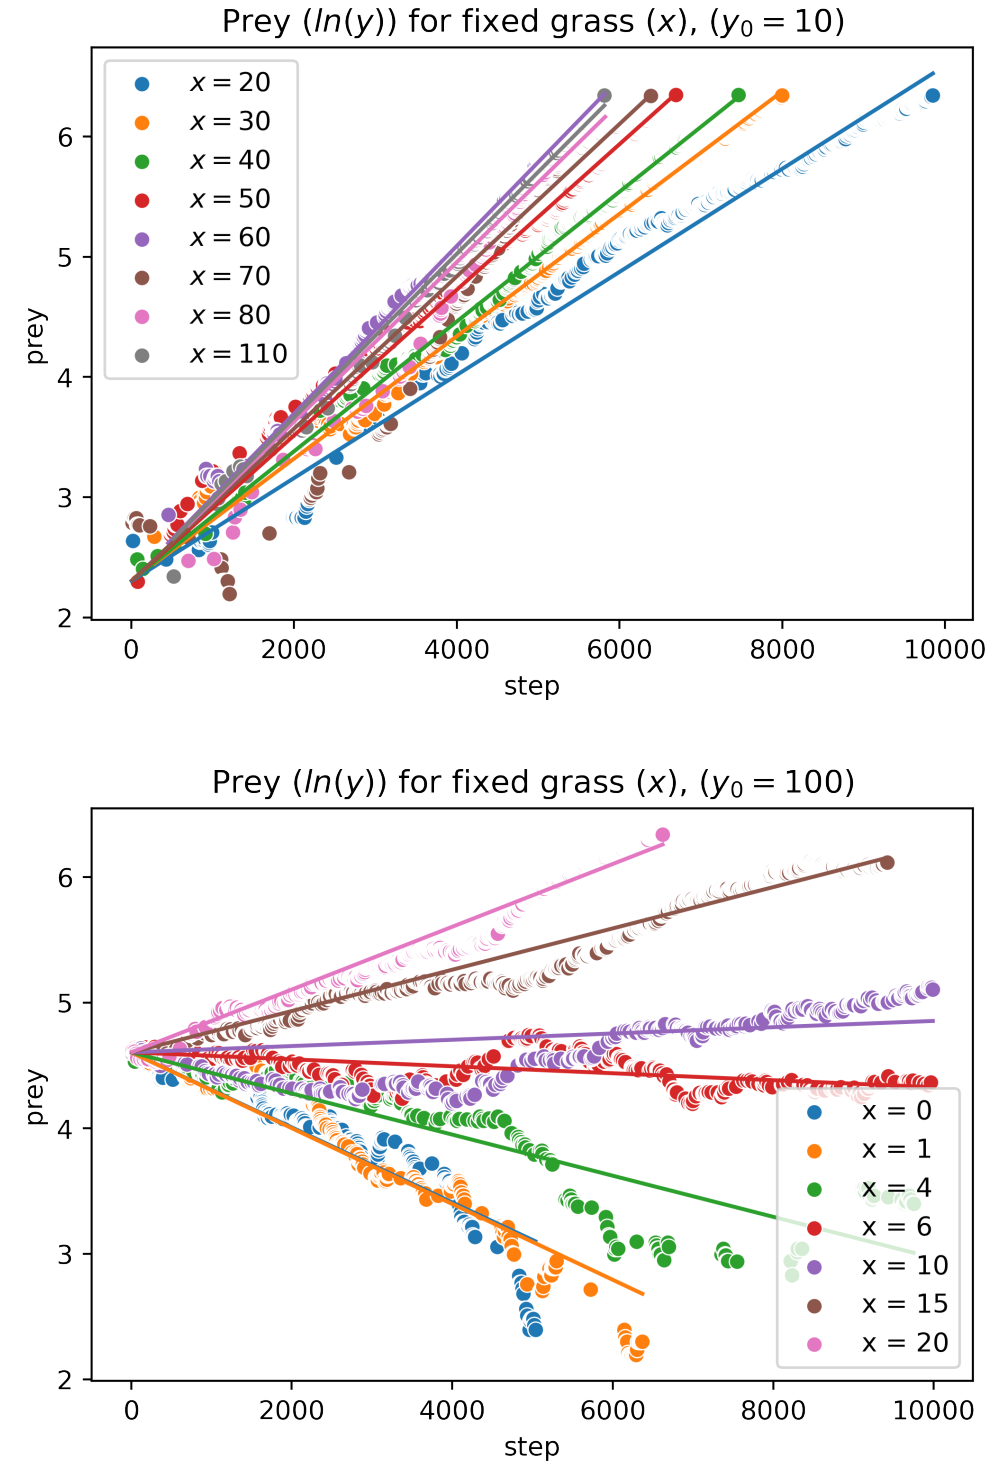 Prey (ln(y)) for fixed grass (x), (y₀ = 10)
x = 20
x = 30
x = 40
x = 50
x = 60
x = 70
x = 80
x = 110
6
5
4
3
2
prey
0 2000 4000 6000 8000 10000
step
Prey (ln(y)) for fixed grass (x), (y₀ = 100)
6
5
4
3
2
prey
x = 0
x = 1
x = 4
x = 6
x = 10
x = 15
x = 20
0 2000 4000 6000 8000 10000
step